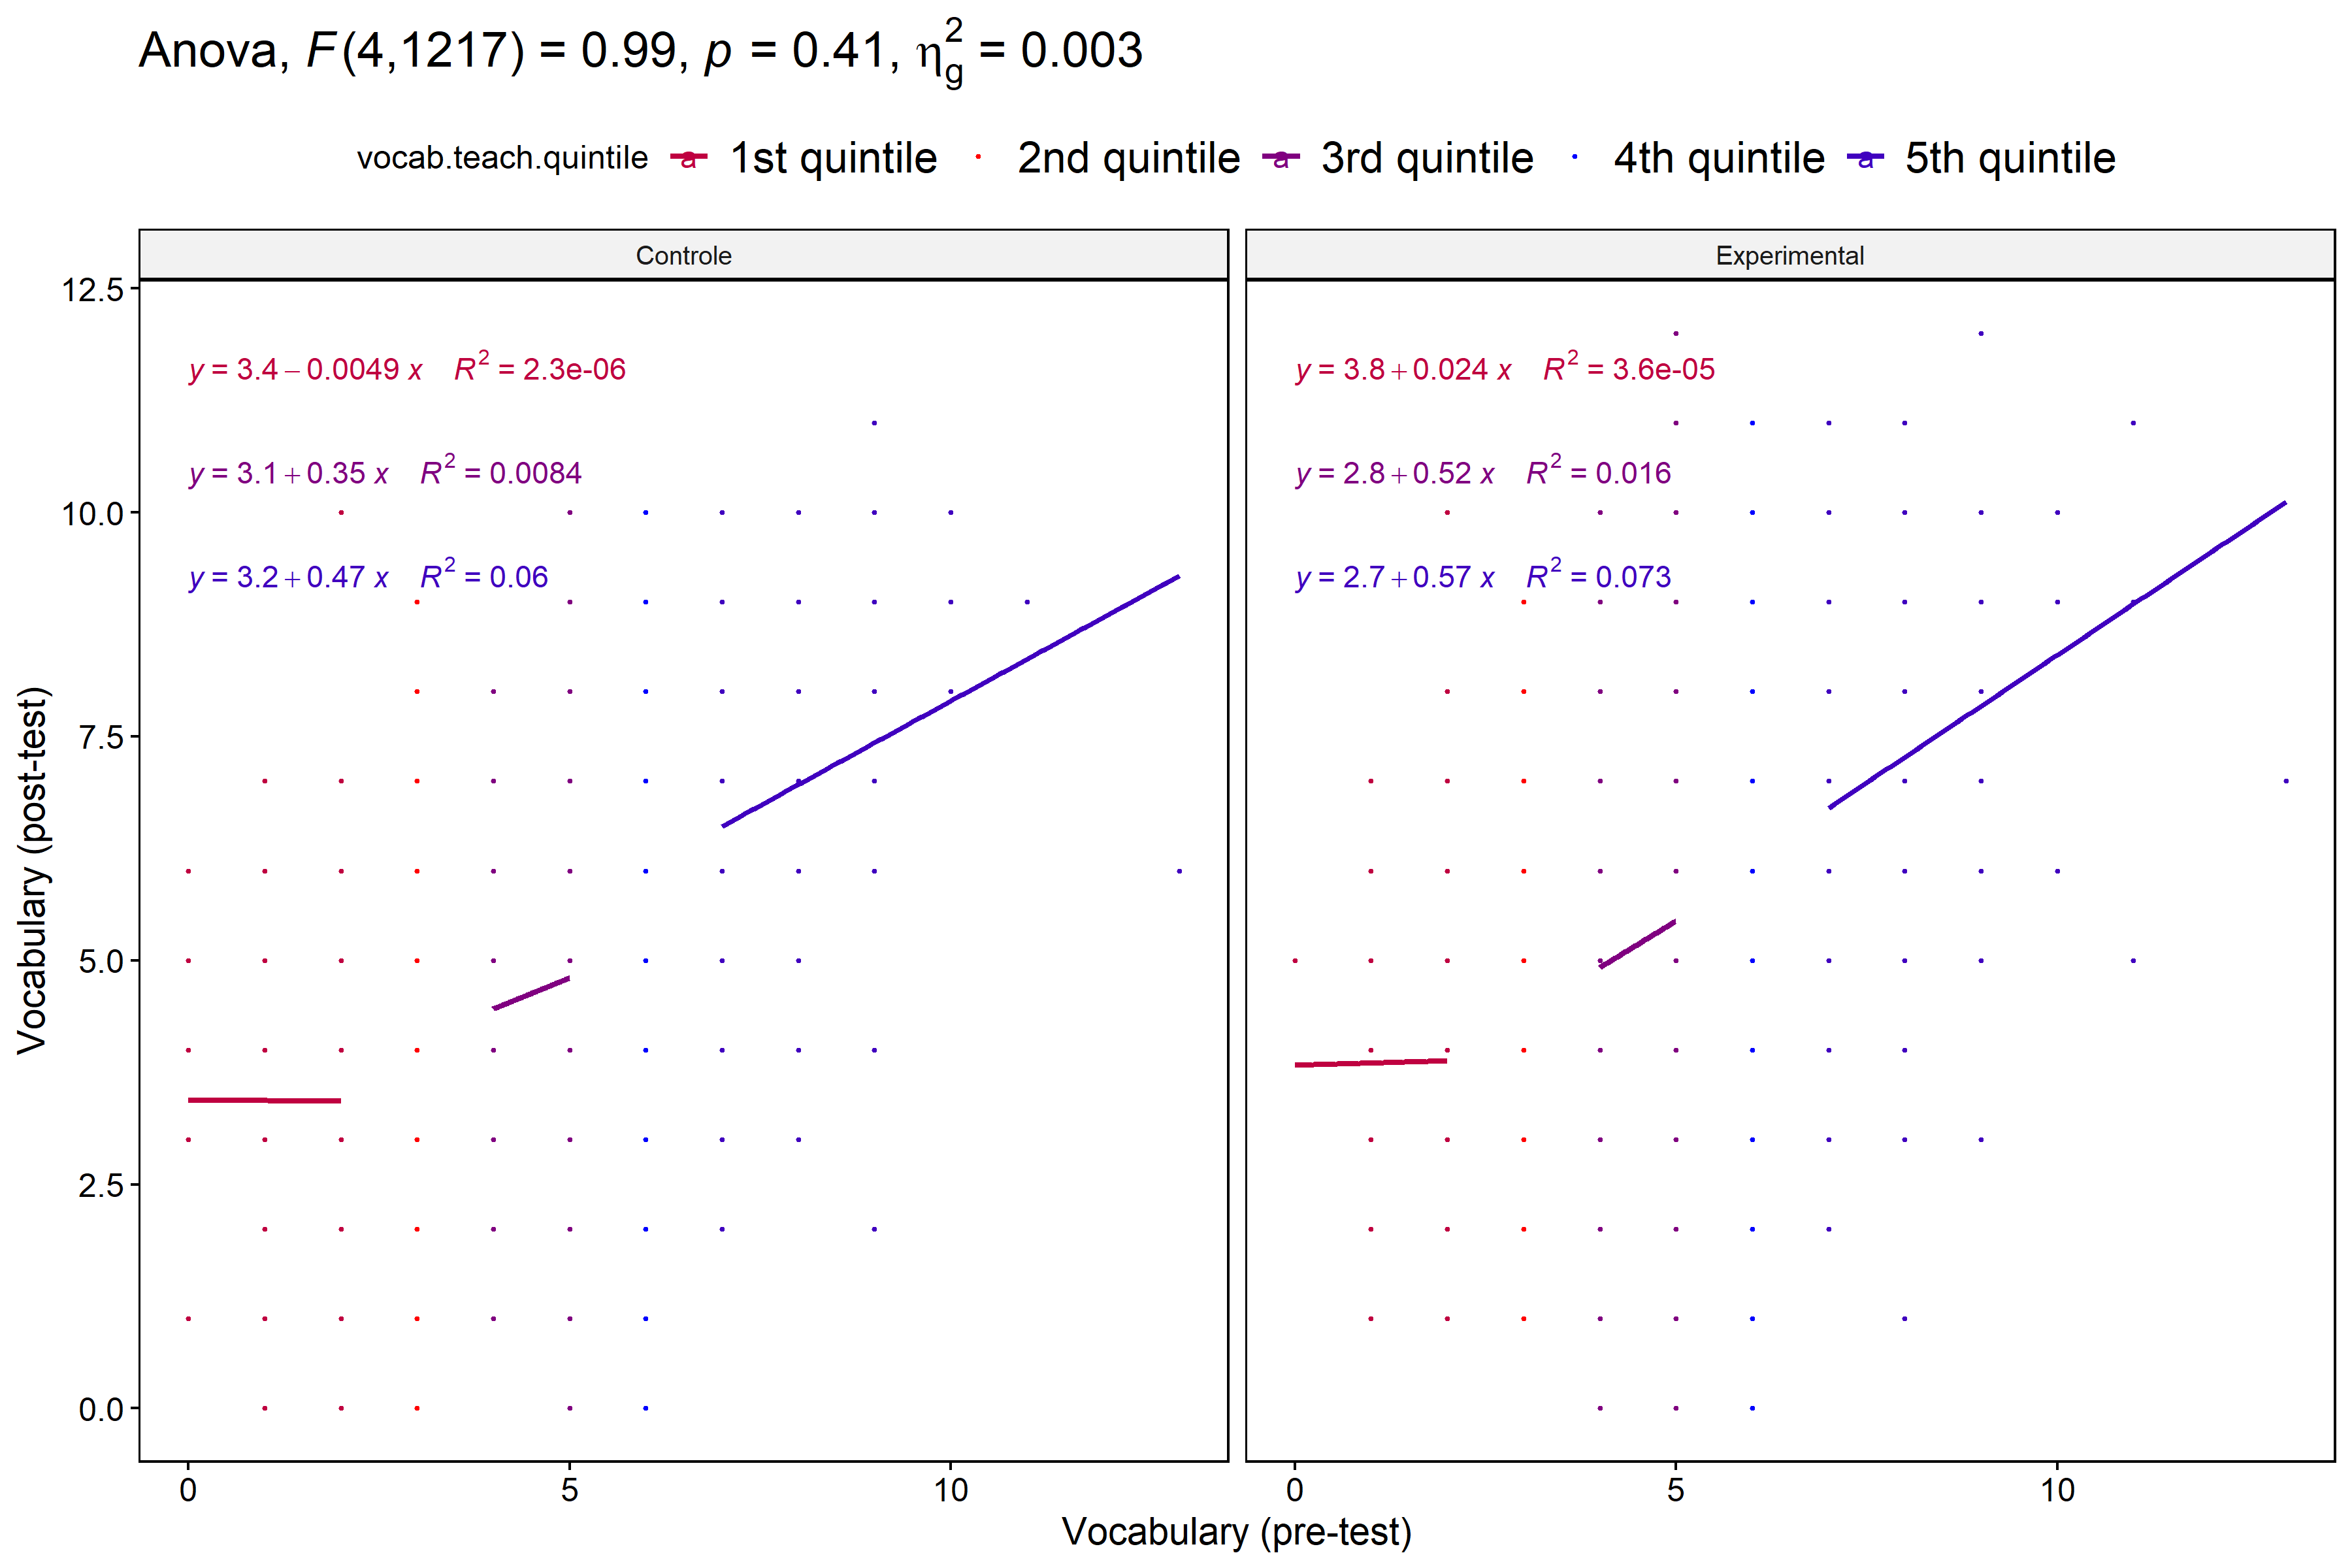 Anova, F(4,1217) = 0.99, p = 0.41, η²g = 0.003
vocab.teach.quintile a 1st quintile 2nd quintile a 3rd quintile 4th quintile a 5th quintile
Controle
Experimental
12.5
10.0
7.5
5.0
2.5
0.0
Vocabulary (post-test)
y = 3.4 − 0.0049 x R² = 2.3e-06
y = 3.1 + 0.35 x R² = 0.0084
y = 3.2 + 0.47 x R² = 0.06
y = 3.8 + 0.024 x R² = 3.6e-05
y = 2.8 + 0.52 x R² = 0.016
y = 2.7 + 0.57 x R² = 0.073
0 5 10
0 5 10
Vocabulary (pre-test)